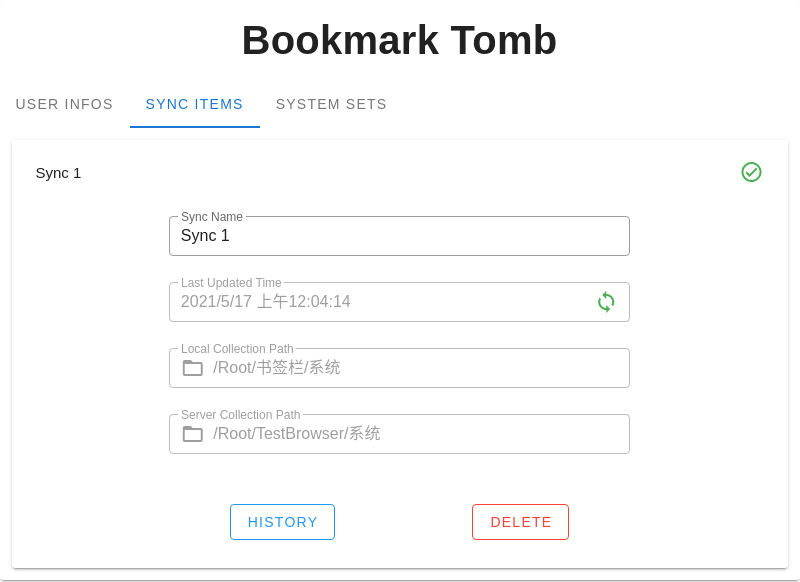 Bookmark Tomb
USER INFOS SYNC ITEMS SYSTEM SETS
Sync 1
Sync Name
Sync 1
Last Updated Time
2021/5/17 上午12:04:14
Local Collection Path
/Root/书签栏/系统
Server Collection Path
/Root/TestBrowser/系统
HISTORY DELETE